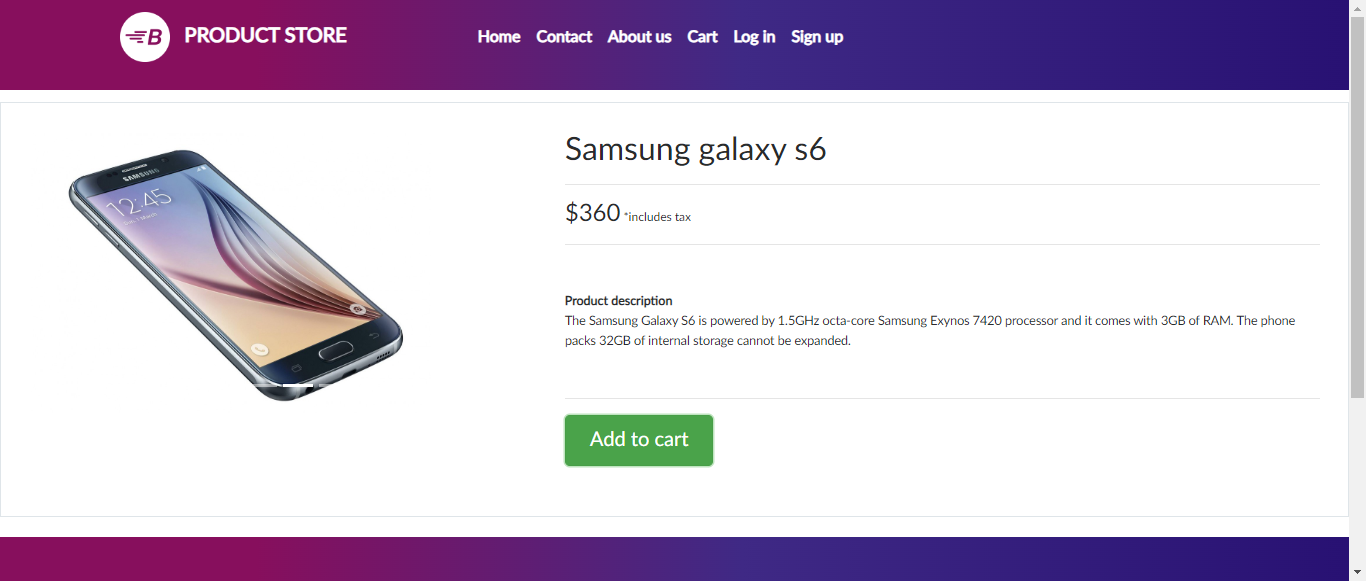 B PRODUCT STORE
Home Contact About us Cart Log in Sign up
SAMSUNG
12:45
Samsung galaxy s6
$360 *includes tax
Product description
The Samsung Galaxy S6 is powered by 1.5GHz octa-core Samsung Exynos 7420 processor and it comes with 3GB of RAM. The phone
packs 32GB of internal storage cannot be expanded.
Add to cart